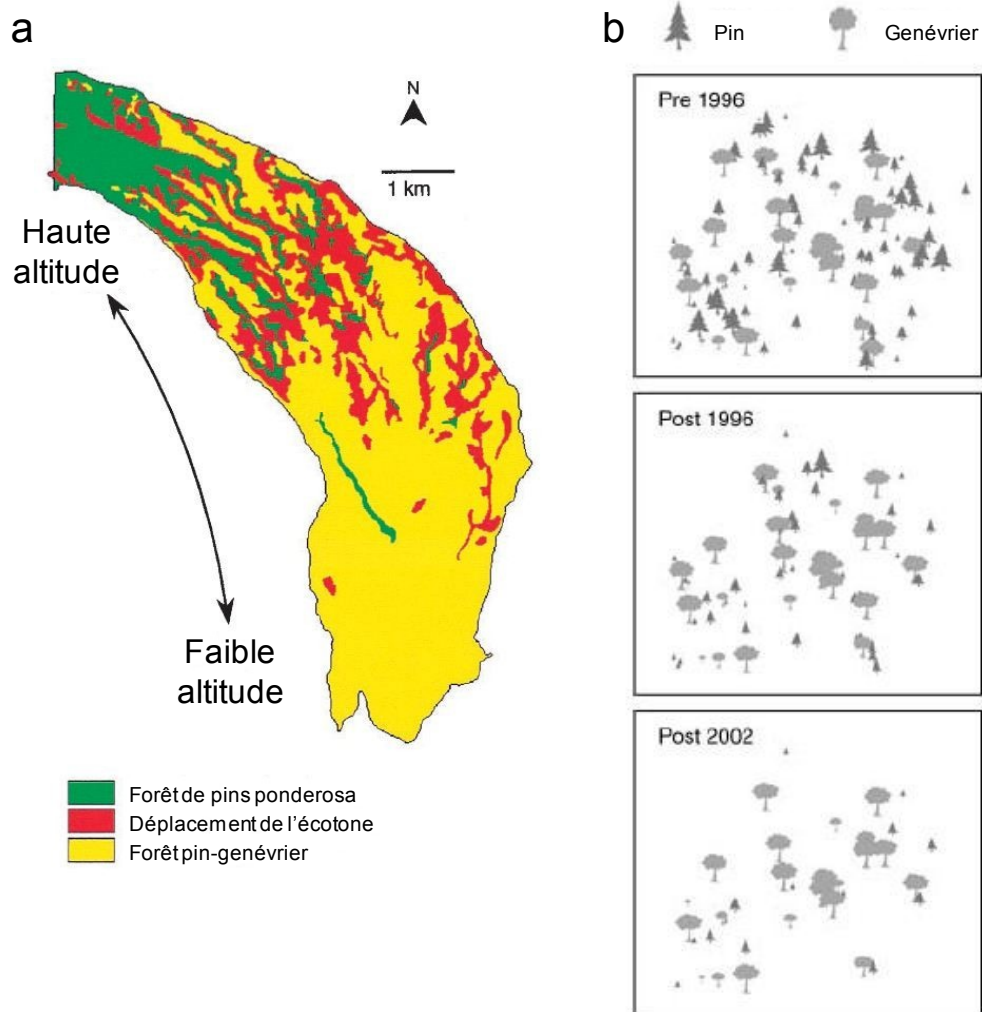 a
N
1 km
Haute
altitude
Faible
altitude
Forêt de pins ponderosa
Déplacement de l'écotone
Forêt pin-genévrier
b
Pin
Genévrier
Pre 1996
Post 1996
Post 2002